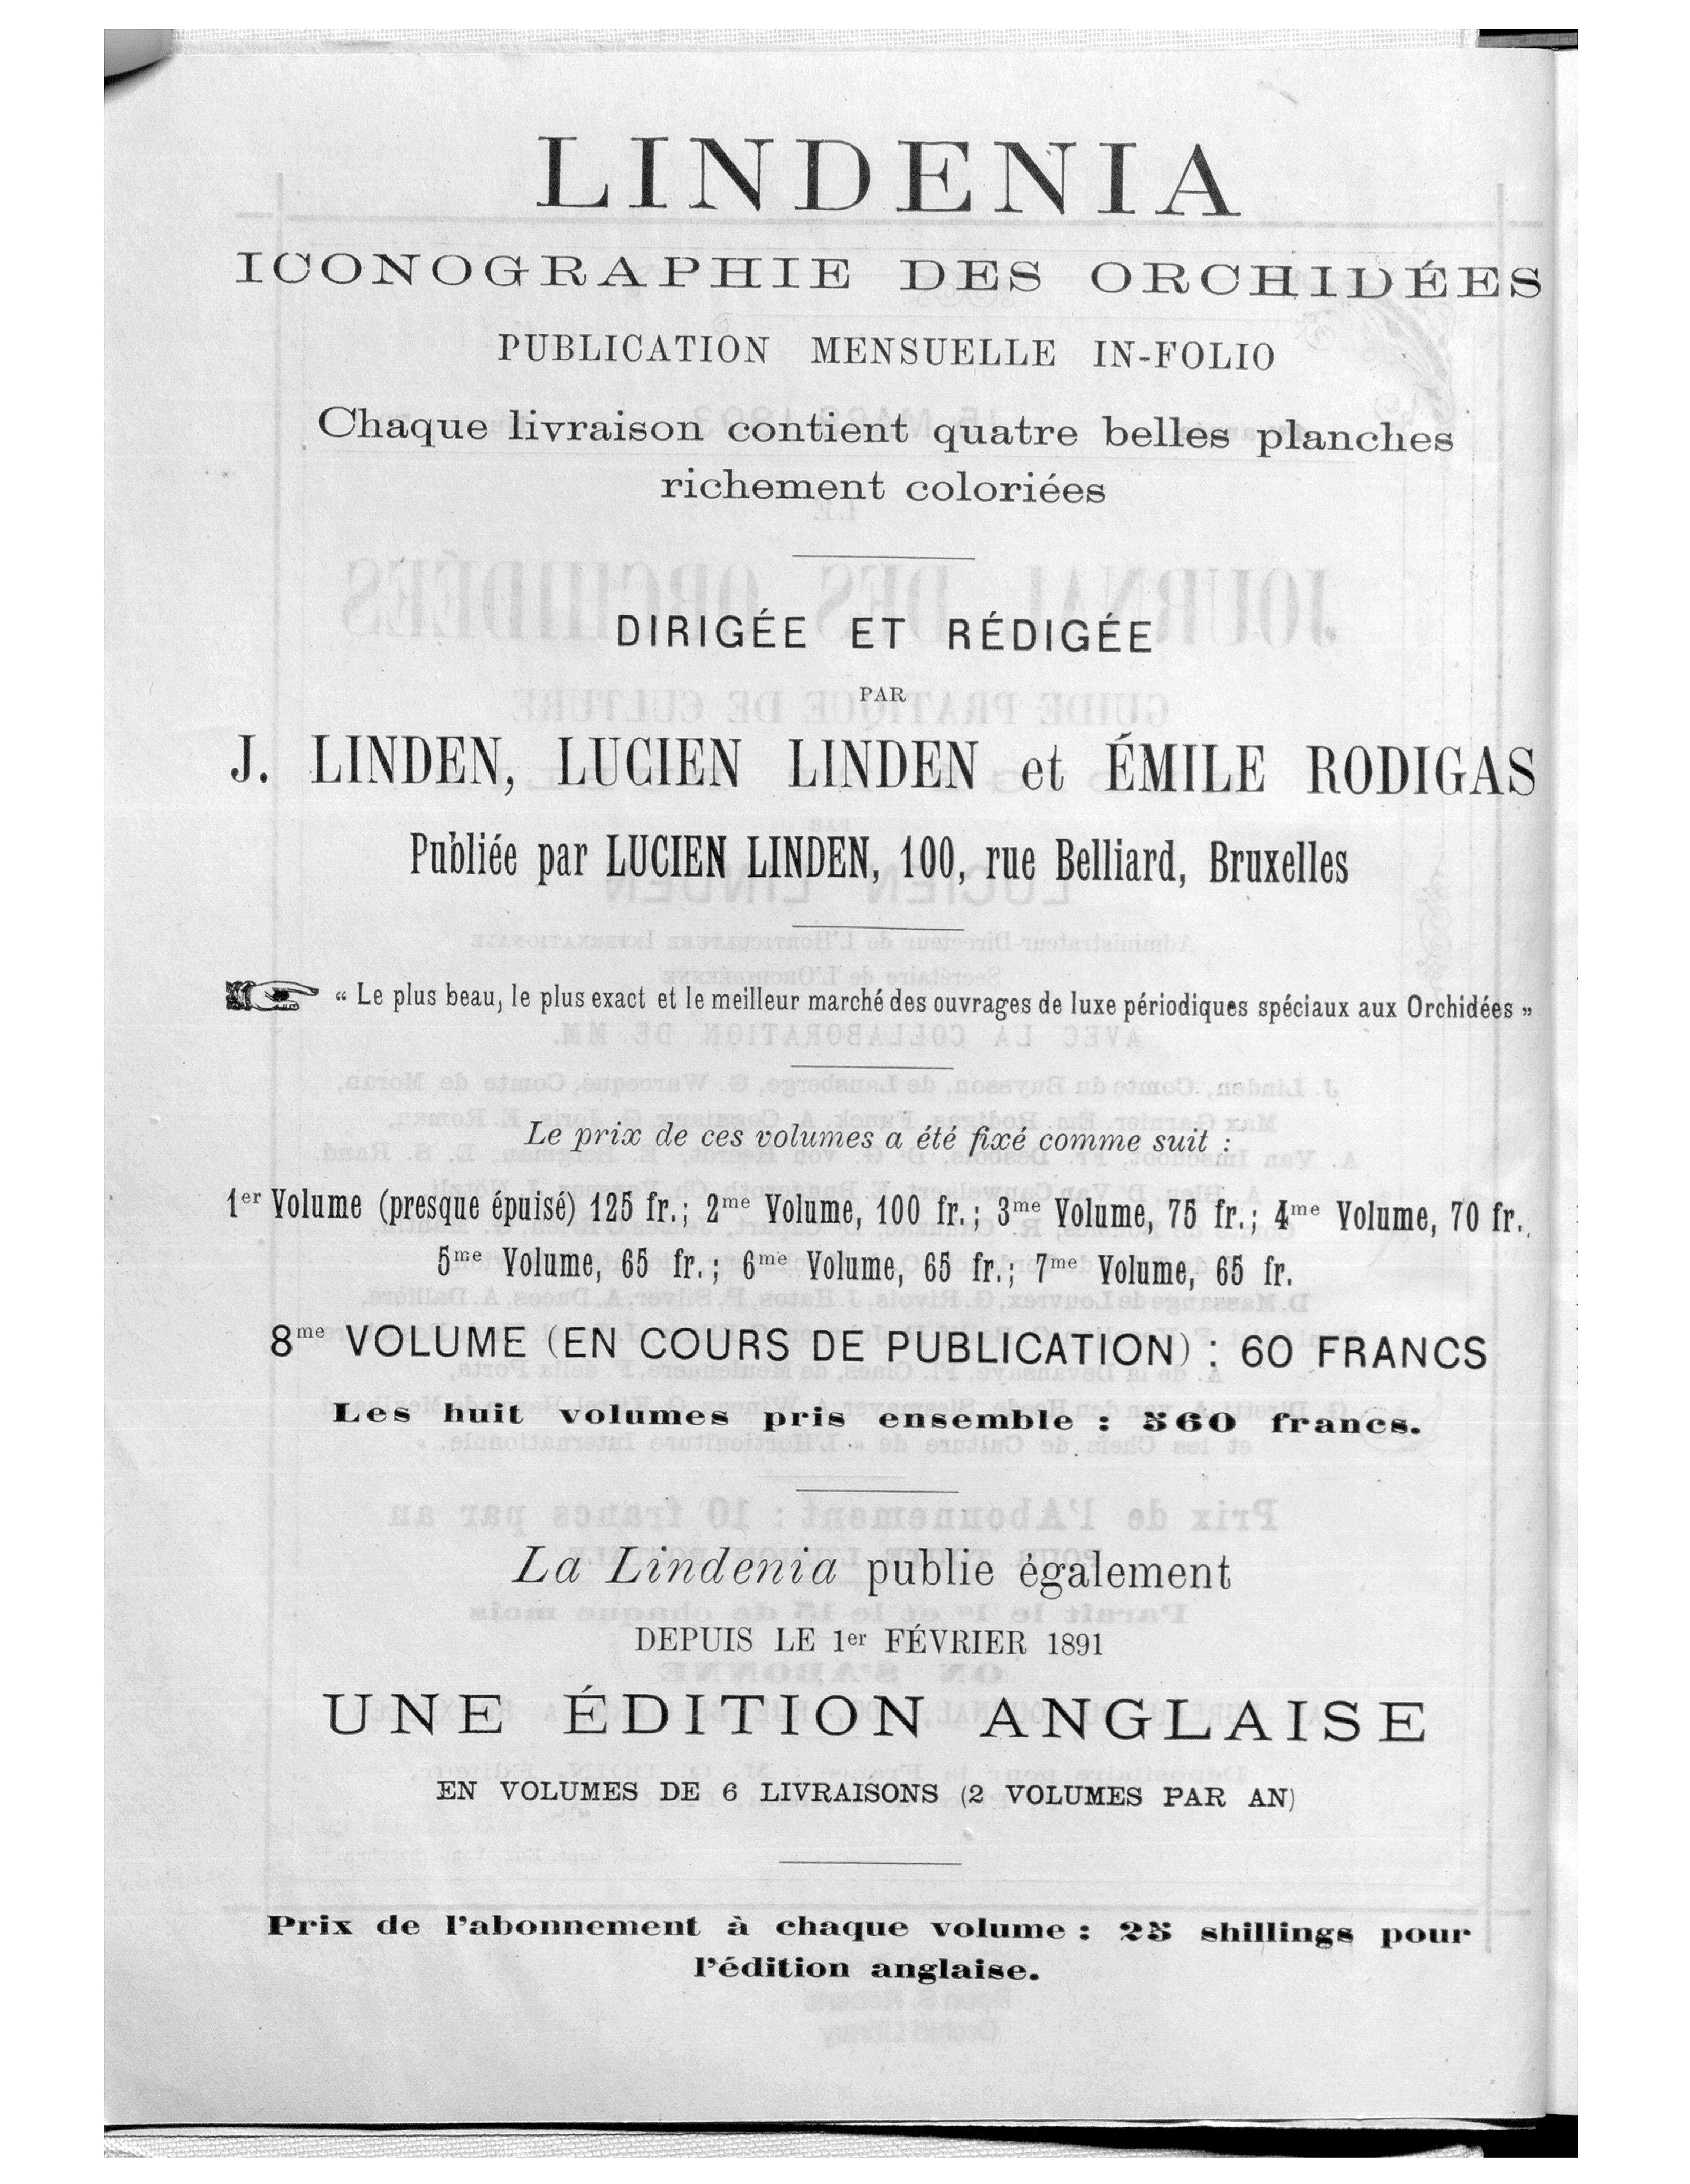 LINDENIA
ICONOGRAPHIE DES ORCHIDÉES
PUBLICATION MENSUELLE IN-FOLIO
Chaque livraison contient quatre belles planches
richement coloriées
DIRIGÉE ET RÉDIGÉE
PAR
J. LINDEN, LUCIEN LINDEN et ÉMILE RODIGAS
Publiée par LUCIEN LINDEN, 100, rue Belliard, Bruxelles
« Le plus beau, le plus exact et le meilleur marché des ouvrages de luxe périodiques spéciaux aux Orchidées »
Le prix de ces volumes a été fixé comme suit :
1er Volume (presque épuisé) 125 fr.; 2me Volume, 100 fr.; 3me Volume, 75 fr.; 4me Volume, 70 fr.,
5me Volume, 65 fr.; 6me Volume, 65 fr.; 7me Volume, 65 fr.
8me VOLUME (EN COURS DE PUBLICATION) : 60 FRANCS
Les huit volumes pris ensemble : 560 francs.
La Lindenia publie également
DEPUIS LE 1er FÉVRIER 1891
UNE ÉDITION ANGLAISE
EN VOLUMES DE 6 LIVRAISONS (2 VOLUMES PAR AN)
Prix de l'abonnement à chaque volume : 25 shillings pour
l'édition anglaise.